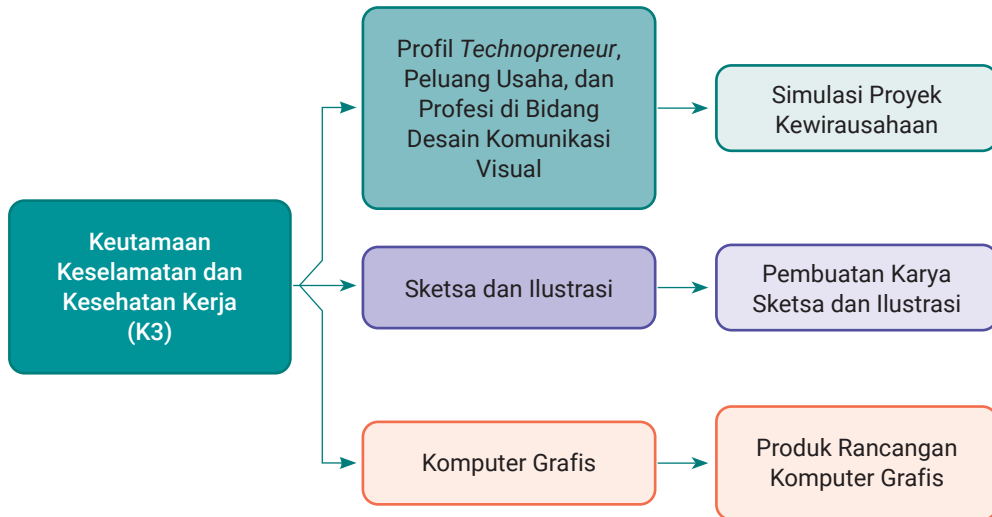 Keutamaan
Keselamatan dan
Kesehatan Kerja
(K3)
Profil Technopreneur,
Peluang Usaha, dan
Profesi di Bidang
Desain Komunikasi
Visual
Simulasi Proyek
Kewirausahaan
Sketsa dan Ilustrasi
Pembuatan Karya
Sketsa dan Ilustrasi
Komputer Grafis
Produk Rancangan
Komputer Grafis